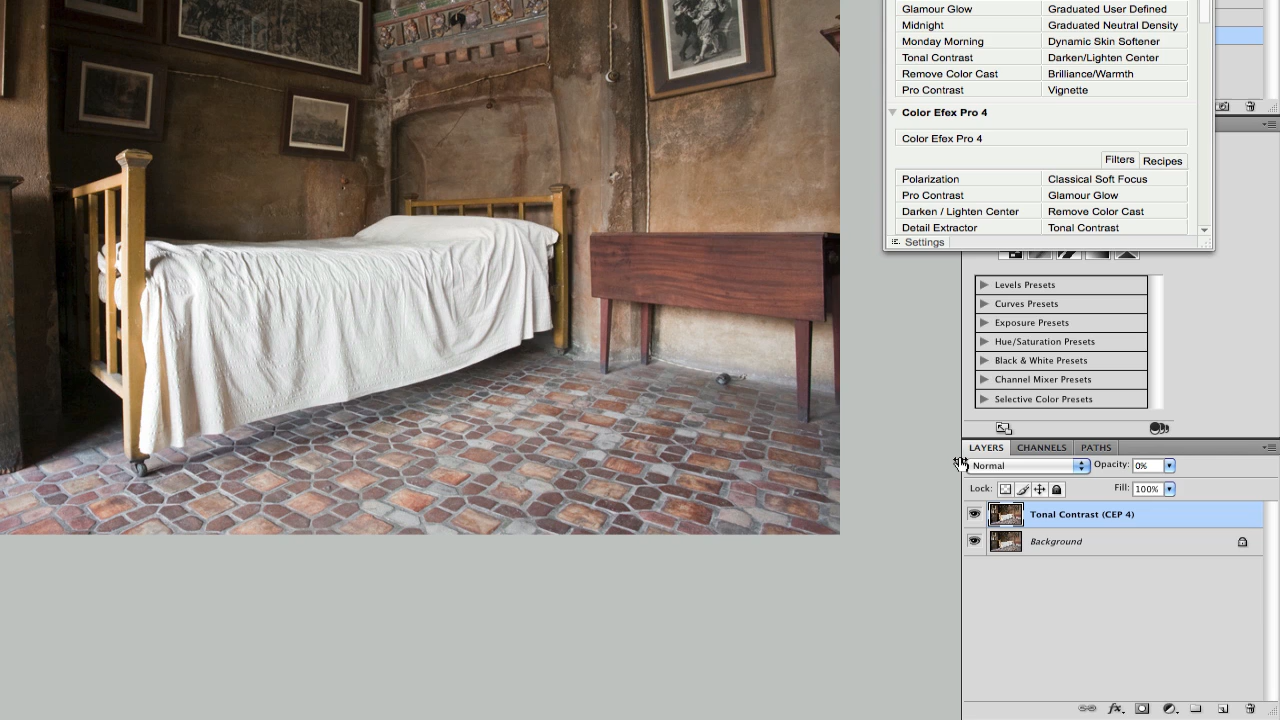 Glamour Glow Graduated User Defined
Midnight Graduated Neutral Density
Monday Morning Dynamic Skin Softener
Tonal Contrast Darken/Lighten Center
Remove Color Cast Brilliance/Warmth
Pro Contrast Vignette
Color Efex Pro 4
Color Efex Pro 4
Filters Recipes
Polarization Classical Soft Focus
Pro Contrast Glamour Glow
Darken / Lighten Center Remove Color Cast
Detail Extractor Tonal Contrast
Settings
Levels Presets
Curves Presets
Exposure Presets
Hue/Saturation Presets
Black & White Presets
Channel Mixer Presets
Selective Color Presets
LAYERS CHANNELS PATHS
Normal Opacity: 0%
Lock: Fill: 100%
Tonal Contrast (CEP 4)
Background
fx